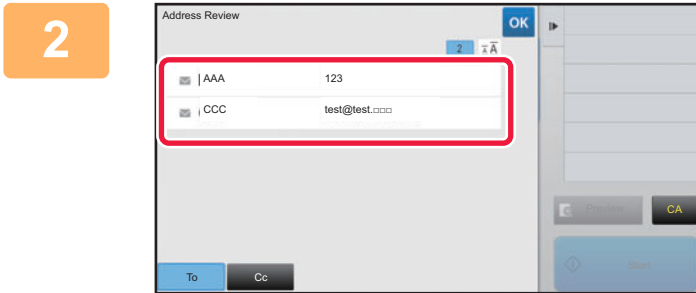 2
Address Review
OK
2
AAA 123
CCC test@test.□□□
Preview
CA
Start
To
Cc